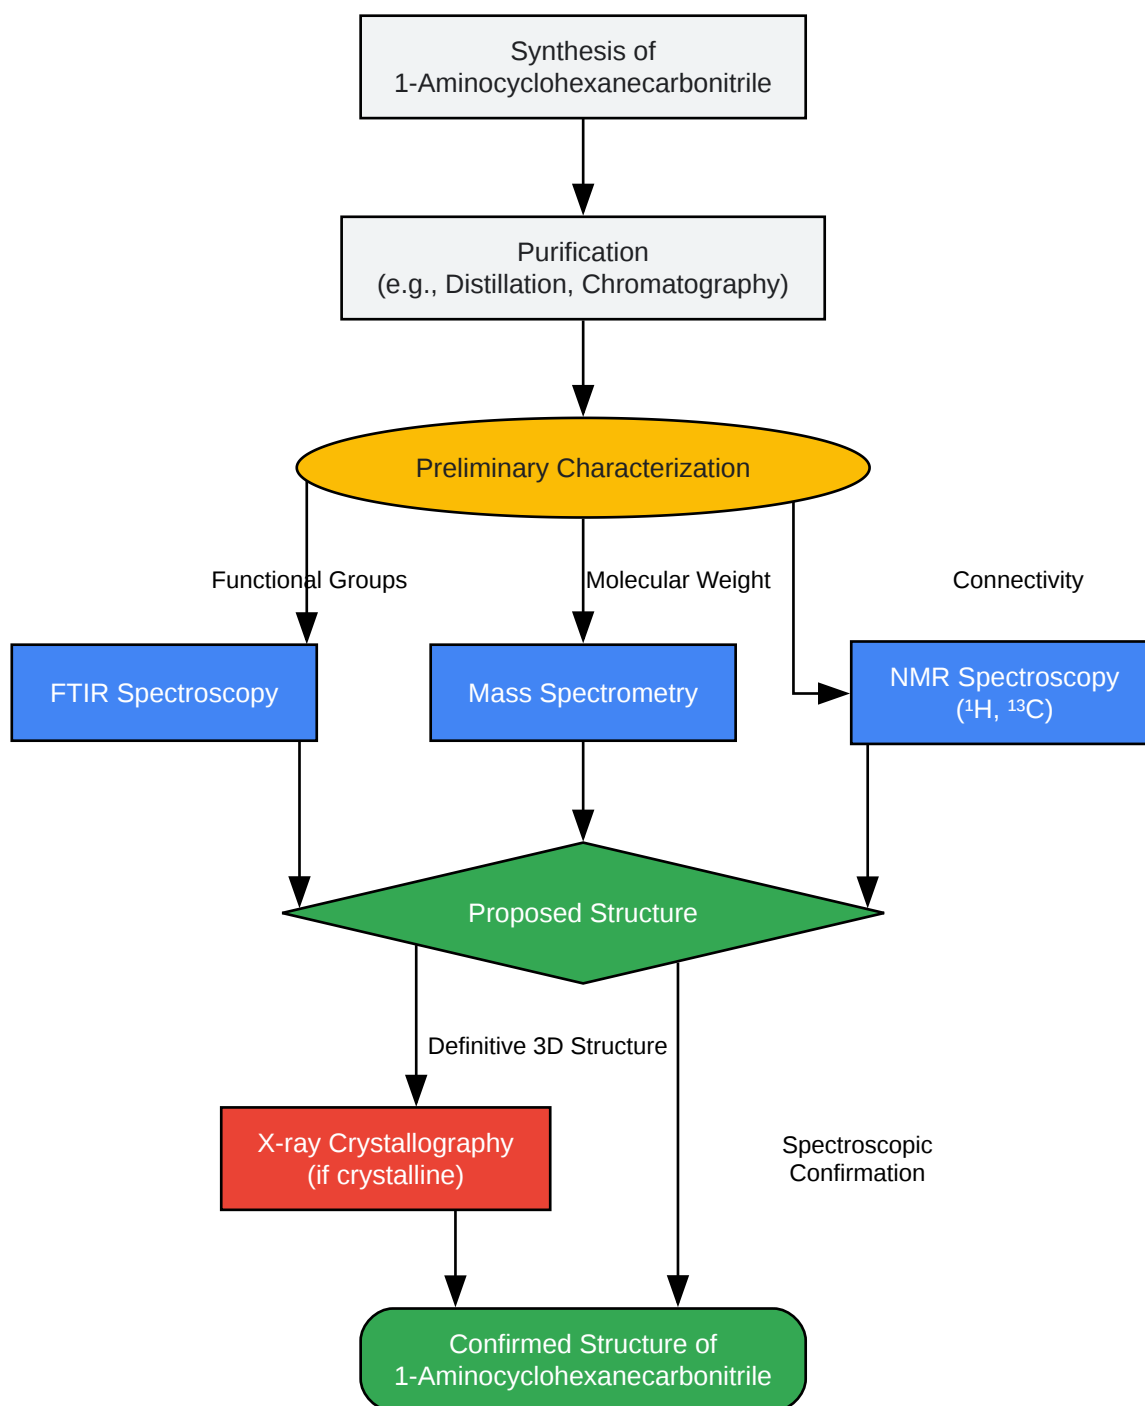 Synthesis of
1-Aminocyclohexanecarbonitrile
Purification
(e.g., Distillation, Chromatography)
Preliminary Characterization
Functional Groups
Molecular Weight
Connectivity
FTIR Spectroscopy
Mass Spectrometry
NMR Spectroscopy
(¹H, ¹³C)
Proposed Structure
Definitive 3D Structure
X-ray Crystallography
(if crystalline)
Spectroscopic
Confirmation
Confirmed Structure of
1-Aminocyclohexanecarbonitrile